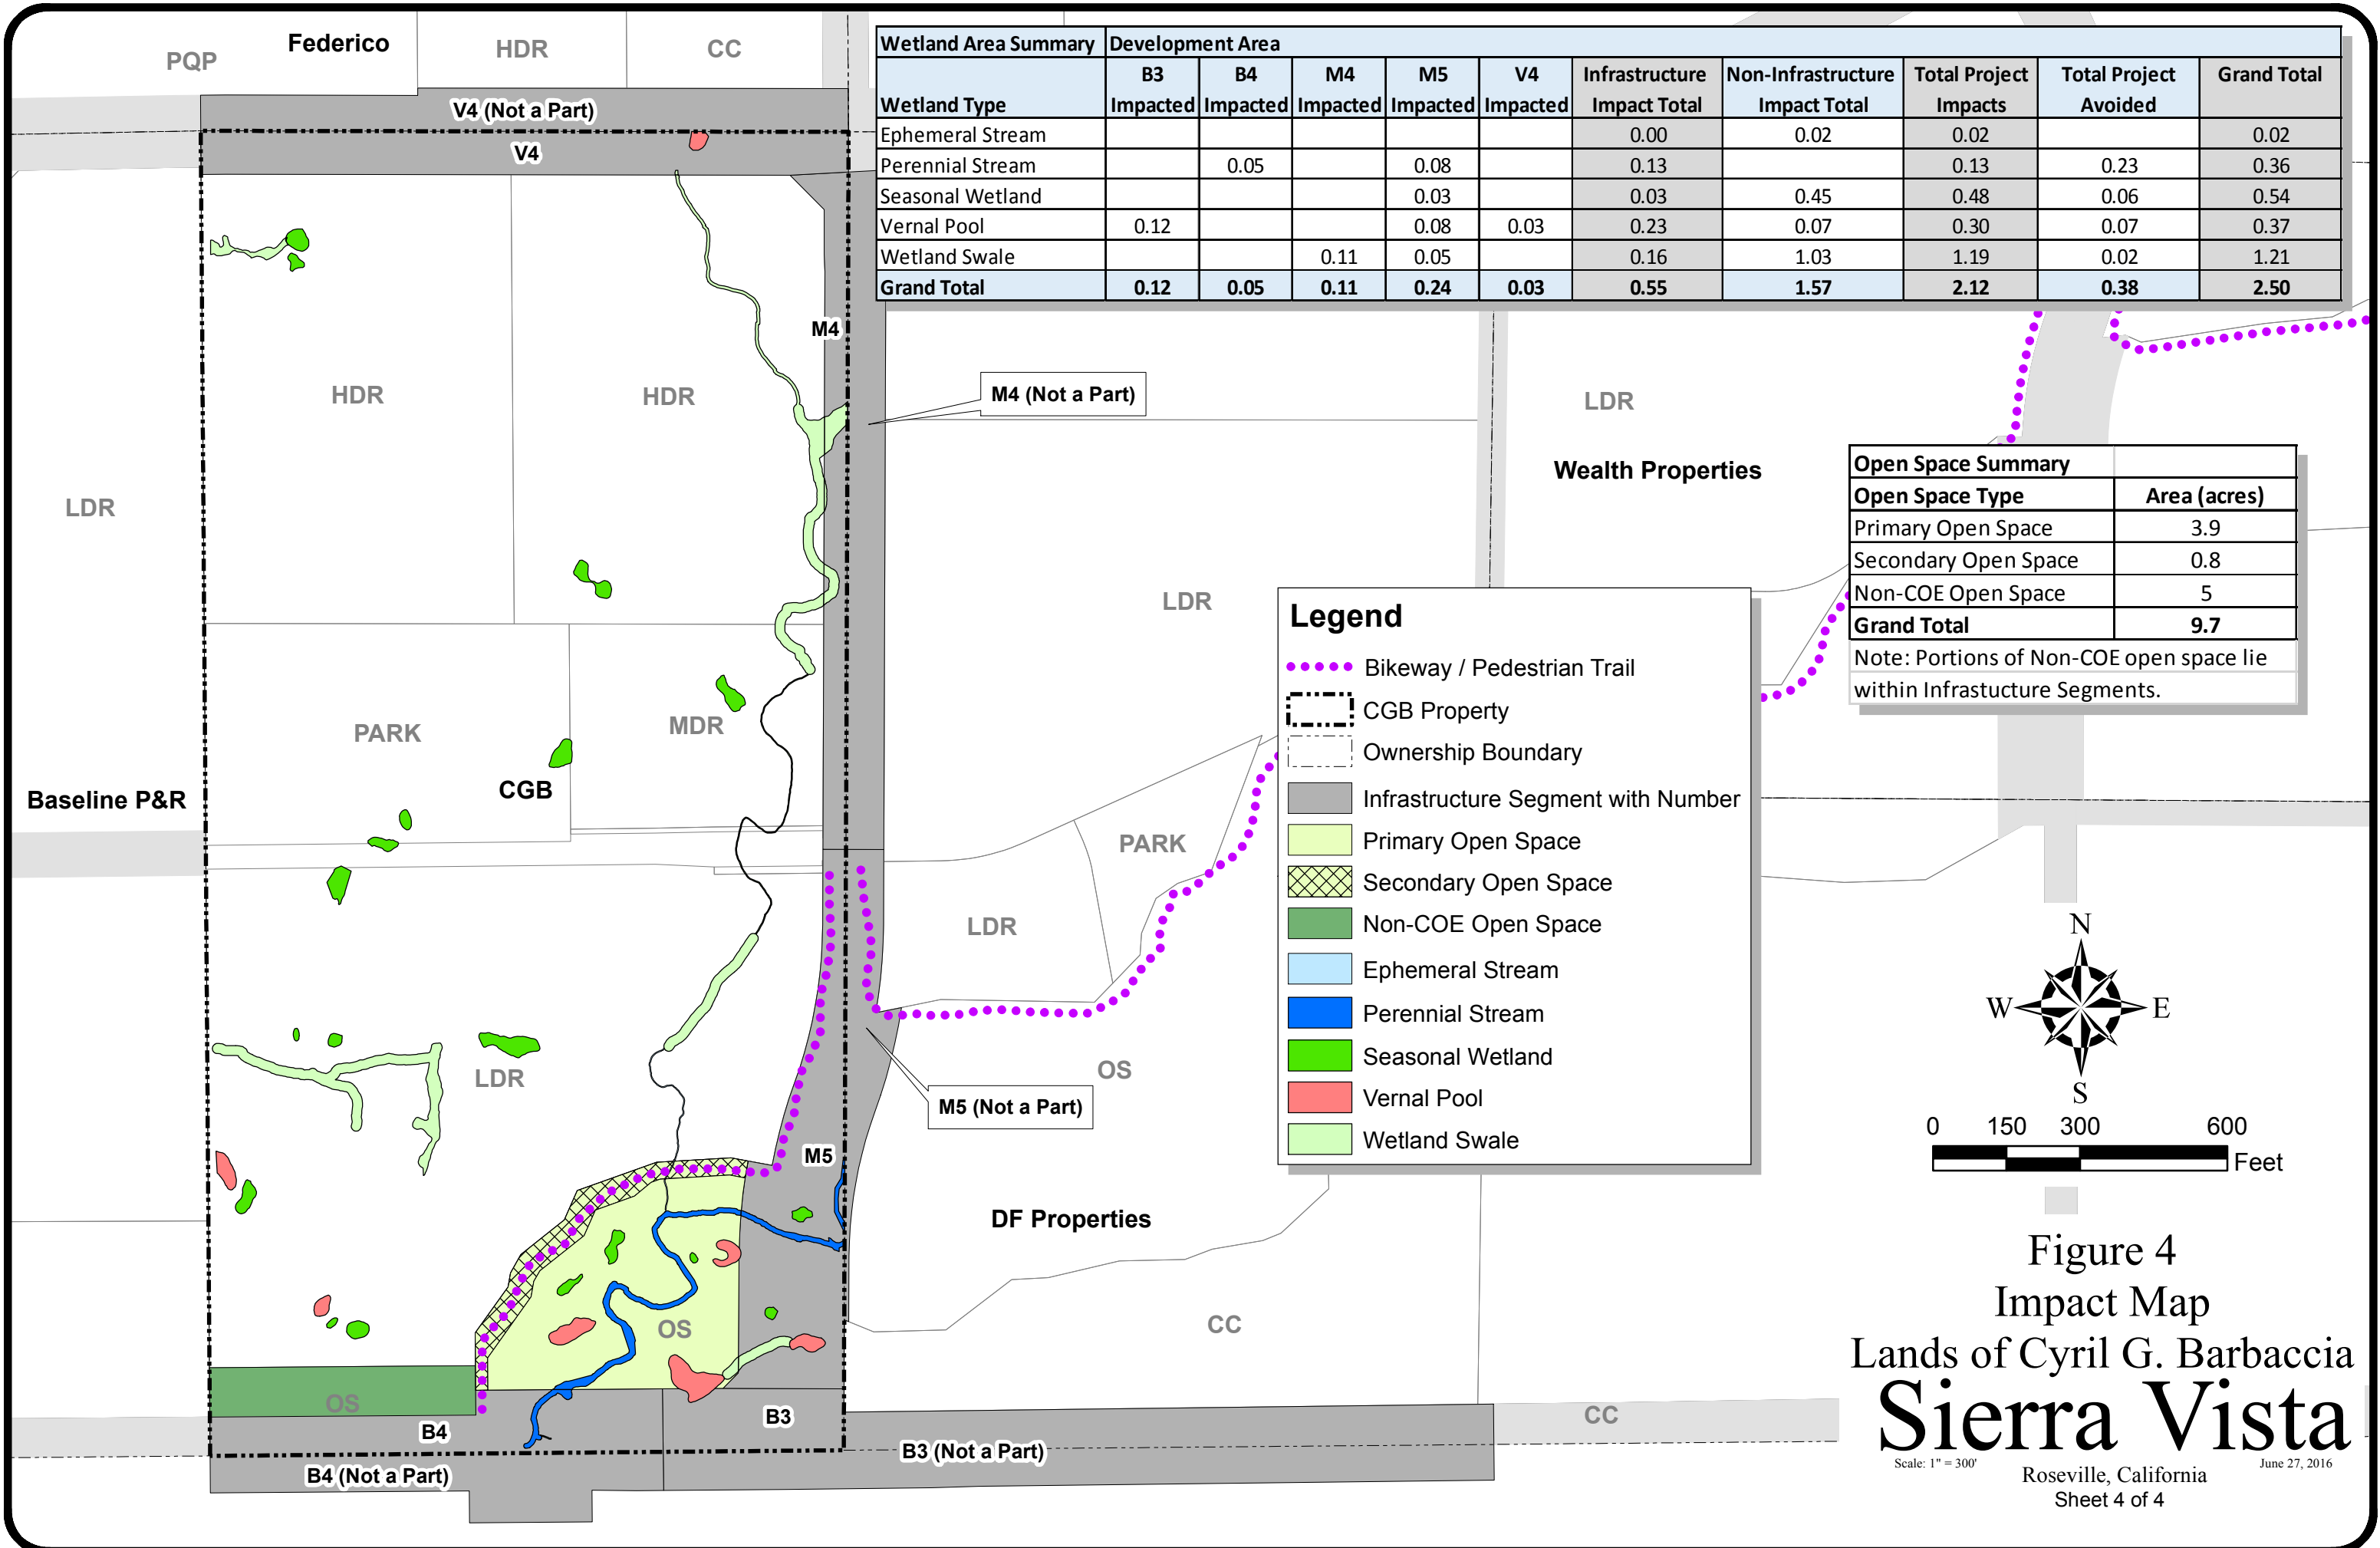 Federico
PQP
HDR
CC
V4 (Not a Part)
V4
Wetland Area Summary Development Area
B3 B4 M4 M5 V4 Infrastructure Non-Infrastructure Total Project Total Project Grand Total
Wetland Type Impacted Impacted Impacted Impacted Impacted Impact Total Impact Total Impacts Avoided
Ephemeral Stream 0.00 0.02 0.02 0.02
Perennial Stream 0.05 0.08 0.13 0.13 0.23 0.36
Seasonal Wetland 0.03 0.03 0.45 0.48 0.06 0.54
Vernal Pool 0.12 0.08 0.03 0.23 0.07 0.30 0.07 0.37
Wetland Swale 0.11 0.05 0.16 1.03 1.19 0.02 1.21
Grand Total 0.12 0.05 0.11 0.24 0.03 0.55 1.57 2.12 0.38 2.50
M4
HDR
HDR
M4 (Not a Part)
LDR
LDR
Wealth Properties
Open Space Summary
Open Space Type Area (acres)
Primary Open Space 3.9
Secondary Open Space 0.8
Non-COE Open Space 5
Grand Total 9.7
Note: Portions of Non-COE open space lie
within Infrastucture Segments.
LDR
PARK
MDR
Baseline P&R
CGB
PARK
LDR
Legend
Bikeway / Pedestrian Trail
CGB Property
Ownership Boundary
Infrastructure Segment with Number
Primary Open Space
Secondary Open Space
Non-COE Open Space
Ephemeral Stream
Perennial Stream
Seasonal Wetland
Vernal Pool
Wetland Swale
LDR
OS
M5 (Not a Part)
M5
DF Properties
OS
CC
OS
B4
B3
B4 (Not a Part)
B3 (Not a Part)
CC
N
W E
S
0 150 300 600
Feet
Figure 4
Impact Map
Lands of Cyril G. Barbaccia
Sierra Vista
Scale: 1" = 300'
June 27, 2016
Roseville, California
Sheet 4 of 4